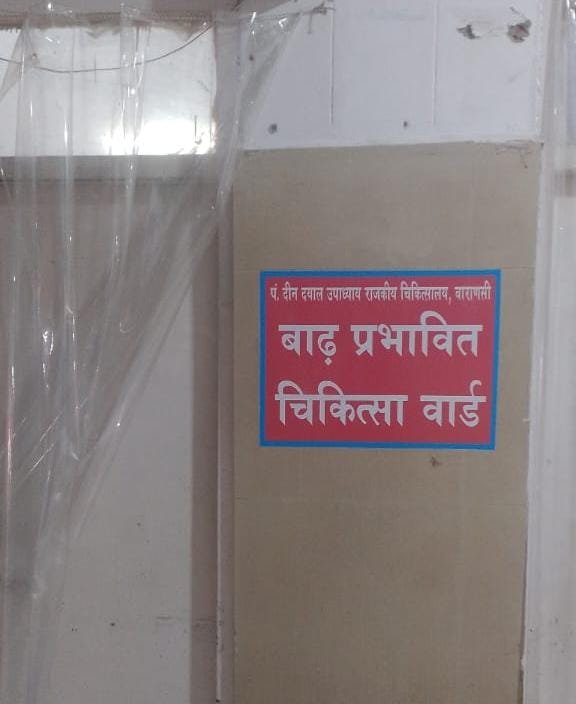 पं. दीन दयाल उपाध्याय राजकीय चिकित्सालय, वाराणसी
बाढ़ प्रभावित
चिकित्सा वार्ड